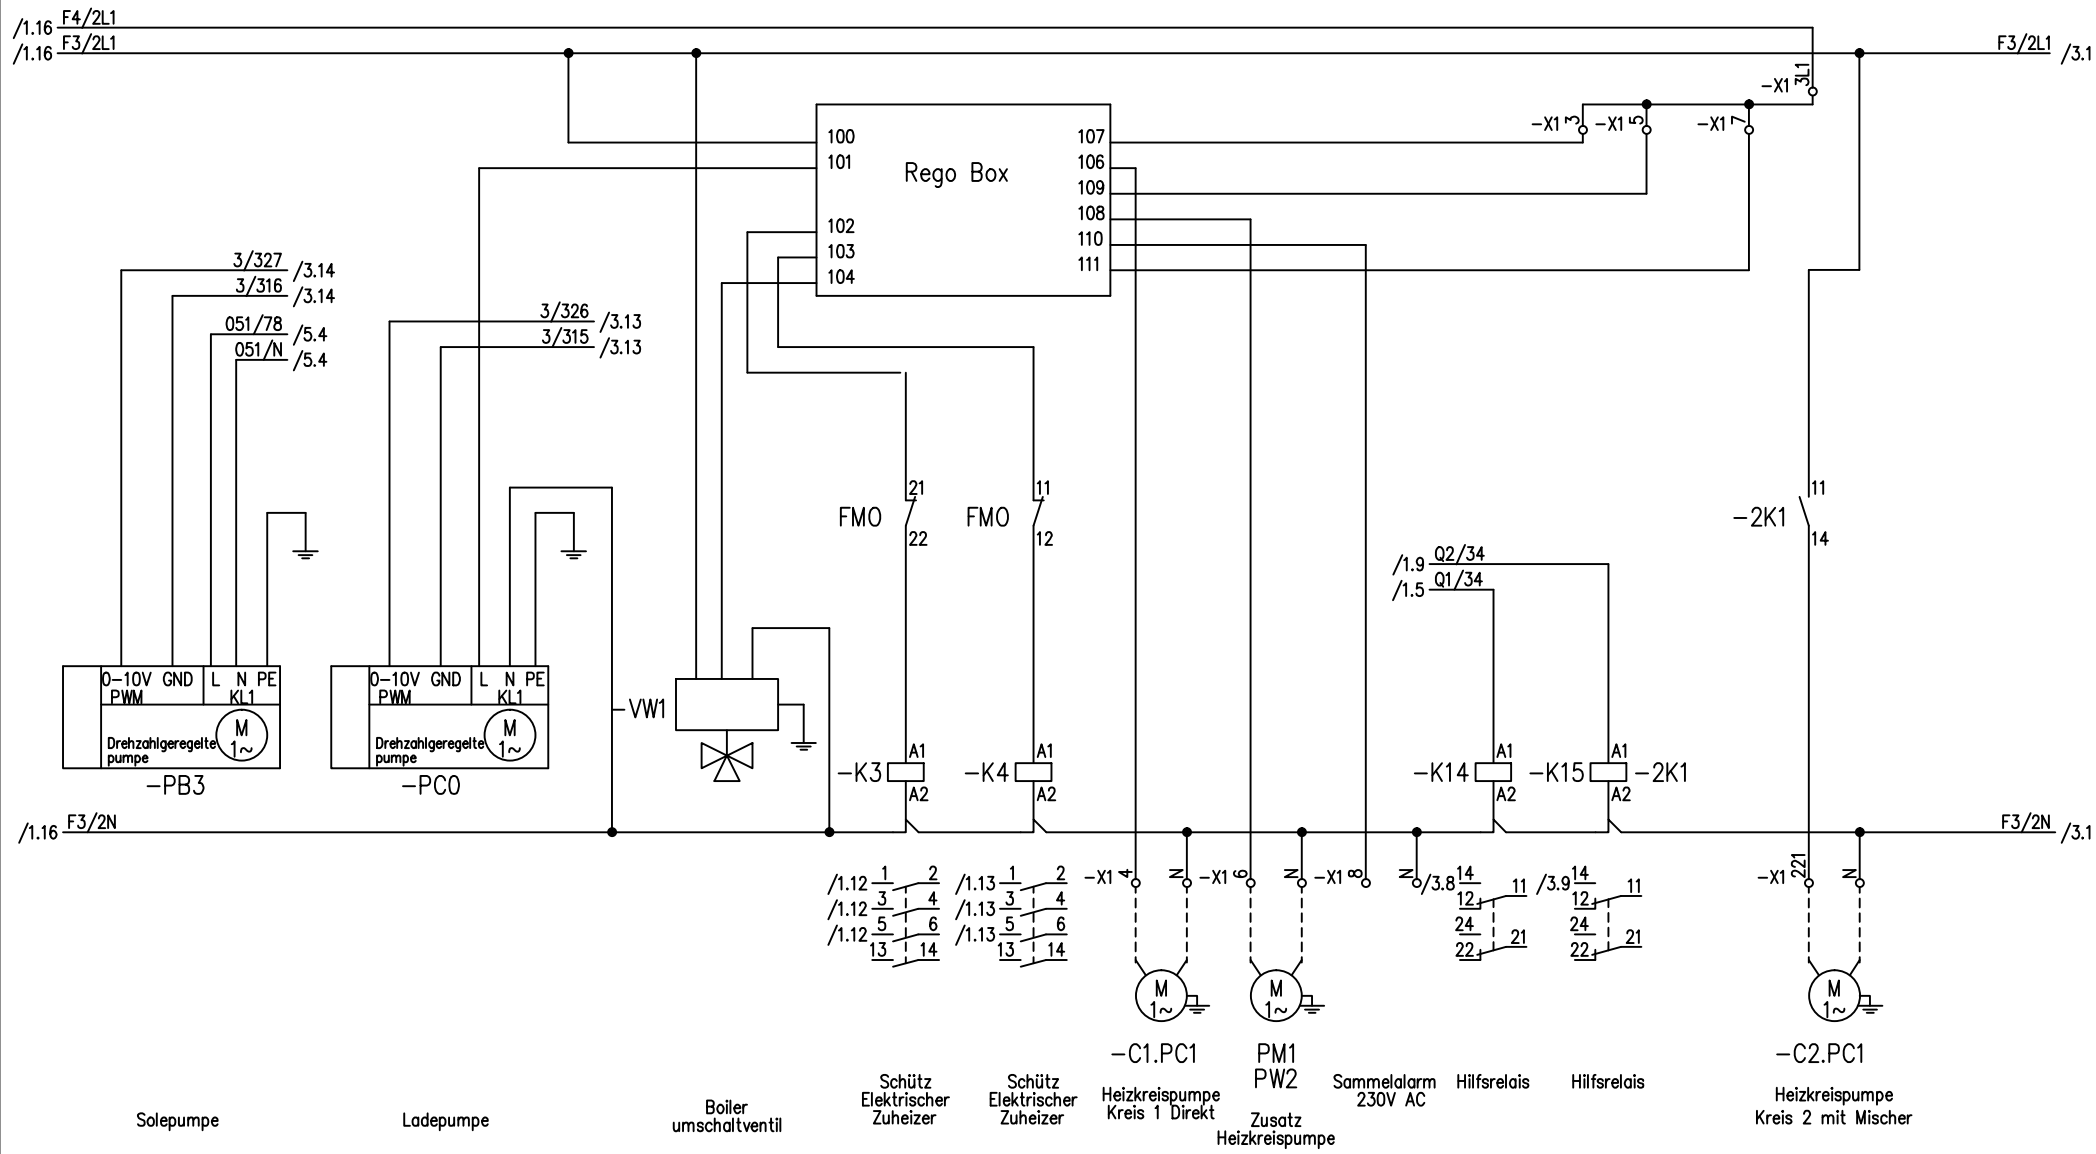 /1.16 F4/2L1
/1.16 F3/2L1
F3/2L1 /3.1
-X1 3L1
-X1 3
-X1 5
-X1 7
Rego Box
100
101
102
103
104
107
106
109
108
110
111
3/327 /3.14
3/316 /3.14
051/78 /5.4
051/N /5.4
3/326 /3.13
3/315 /3.13
FM0
21
22
FM0
11
12
-2K1
11
14
/1.9 Q2/34
/1.5 Q1/34
0-10V GND L N PE
PWM KL1
M
1~
Drehzahlgeregelte
pumpe
-PB3
0-10V GND L N PE
PWM KL1
M
1~
Drehzahlgeregelte
pumpe
-PC0
-VW1
-K3
A1
A2
-K4
A1
A2
-K14
A1
A2
-K15
A1
A2
-2K1
/1.16 F3/2N
F3/2N /3.1
/1.12 1 2
/1.12 3 4
/1.12 5 6
13 14
/1.13 1 2
/1.13 3 4
/1.13 5 6
13 14
-X1 4 N
-X1 6 N
-X1 8 N
/3.8 14
12 11
24
22 21
/3.9 14
12 11
24
22 21
-X1 221 N
M
1~
M
1~
M
1~
-C1.PC1
PM1
PW2
-C2.PC1
Solepumpe
Ladepumpe
Boiler
umschaltventil
Schütz
Elektrischer
Zuheizer
Schütz
Elektrischer
Zuheizer
Heizkreispumpe
Kreis 1 Direkt
Zusatz
Heizkreispumpe
Sammelalarm
230V AC
Hilfsrelais
Hilfsrelais
Heizkreispumpe
Kreis 2 mit Mischer